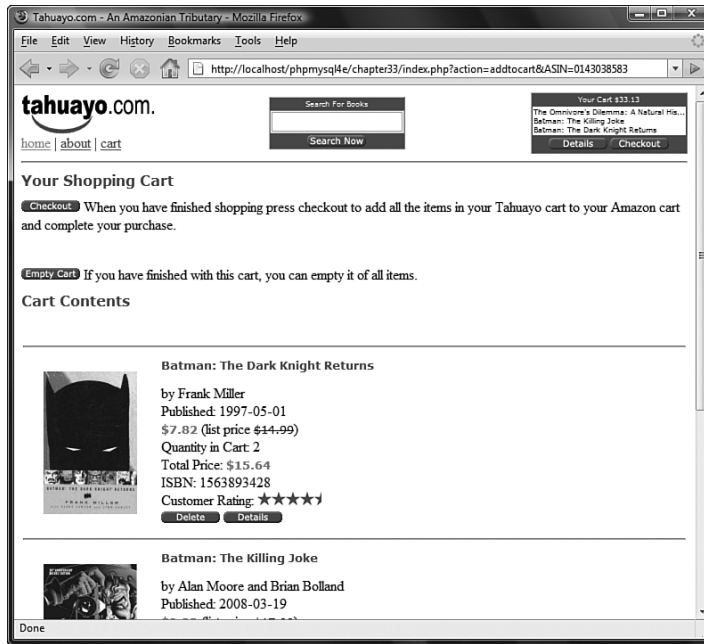 Tahuayo.com - An Amazonian Tributary - Mozilla Firefox
File Edit View History Bookmarks Tools Help
http://localhost/phpmysql4e/chapter33/index.php?action=addtocart&ASIN=0143038583
tahuayo.com.
home | about | cart
Search For Books
Search Now
Your Cart $33.13
The Omnivore's Dilemma: A Natural His...
Batman: The Killing Joke
Batman: The Dark Knight Returns
Details Checkout
Your Shopping Cart
Checkout When you have finished shopping press checkout to add all the items in your Tahuayo cart to your Amazon cart
and complete your purchase.
Empty Cart If you have finished with this cart, you can empty it of all items.
Cart Contents
BATMAN: THE DARK KNIGHT RETURNS
FRANK MILLER
Batman: The Dark Knight Returns
by Frank Miller
Published: 1997-05-01
$7.82 (list price $14.99)
Quantity in Cart: 2
Total Price: $15.64
ISBN: 1563893428
Customer Rating:
Delete Details
Batman: The Killing Joke
by Alan Moore and Brian Bolland
Published: 2008-03-19
Done